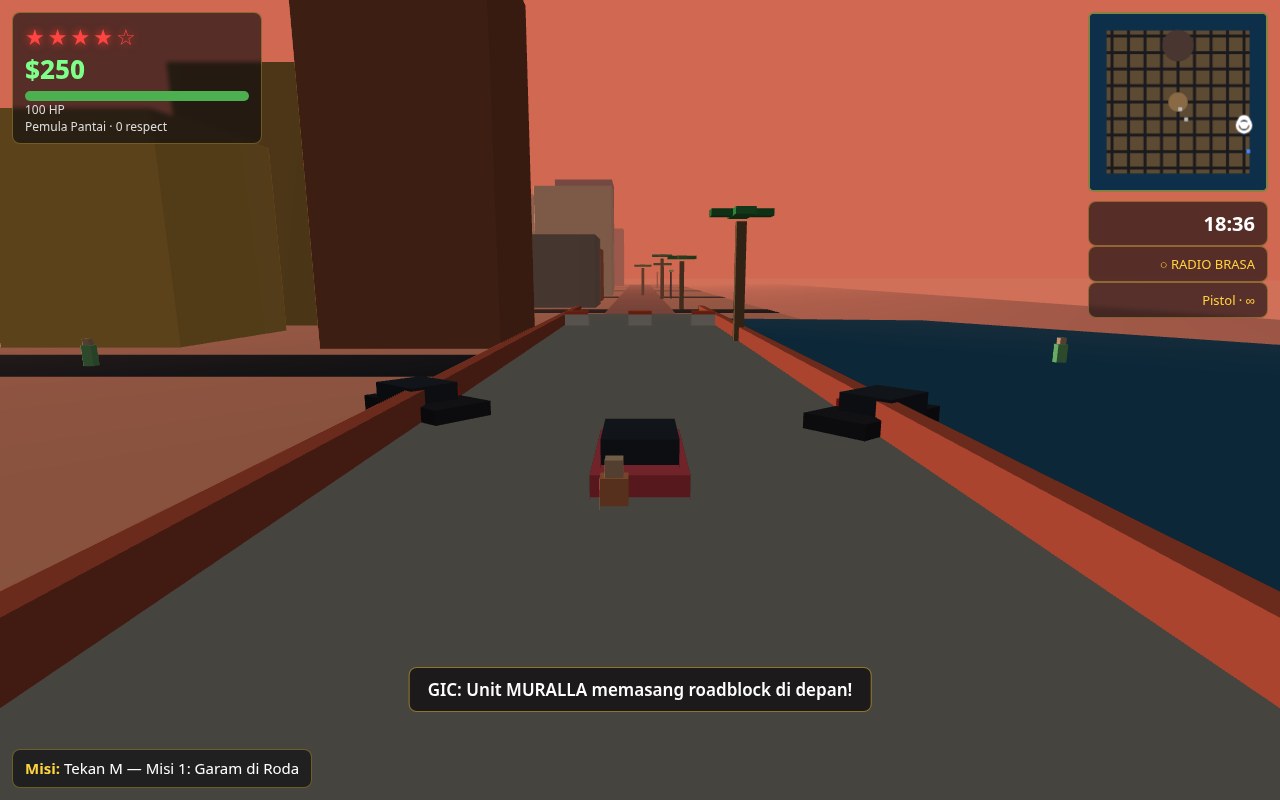 ★★★★☆
$250
100 HP
Pemula Pantai · 0 respect
18:36
○ RADIO BRASA
Pistol · ∞
GIC: Unit MURALLA memasang roadblock di depan!
Misi: Tekan M — Misi 1: Garam di Roda